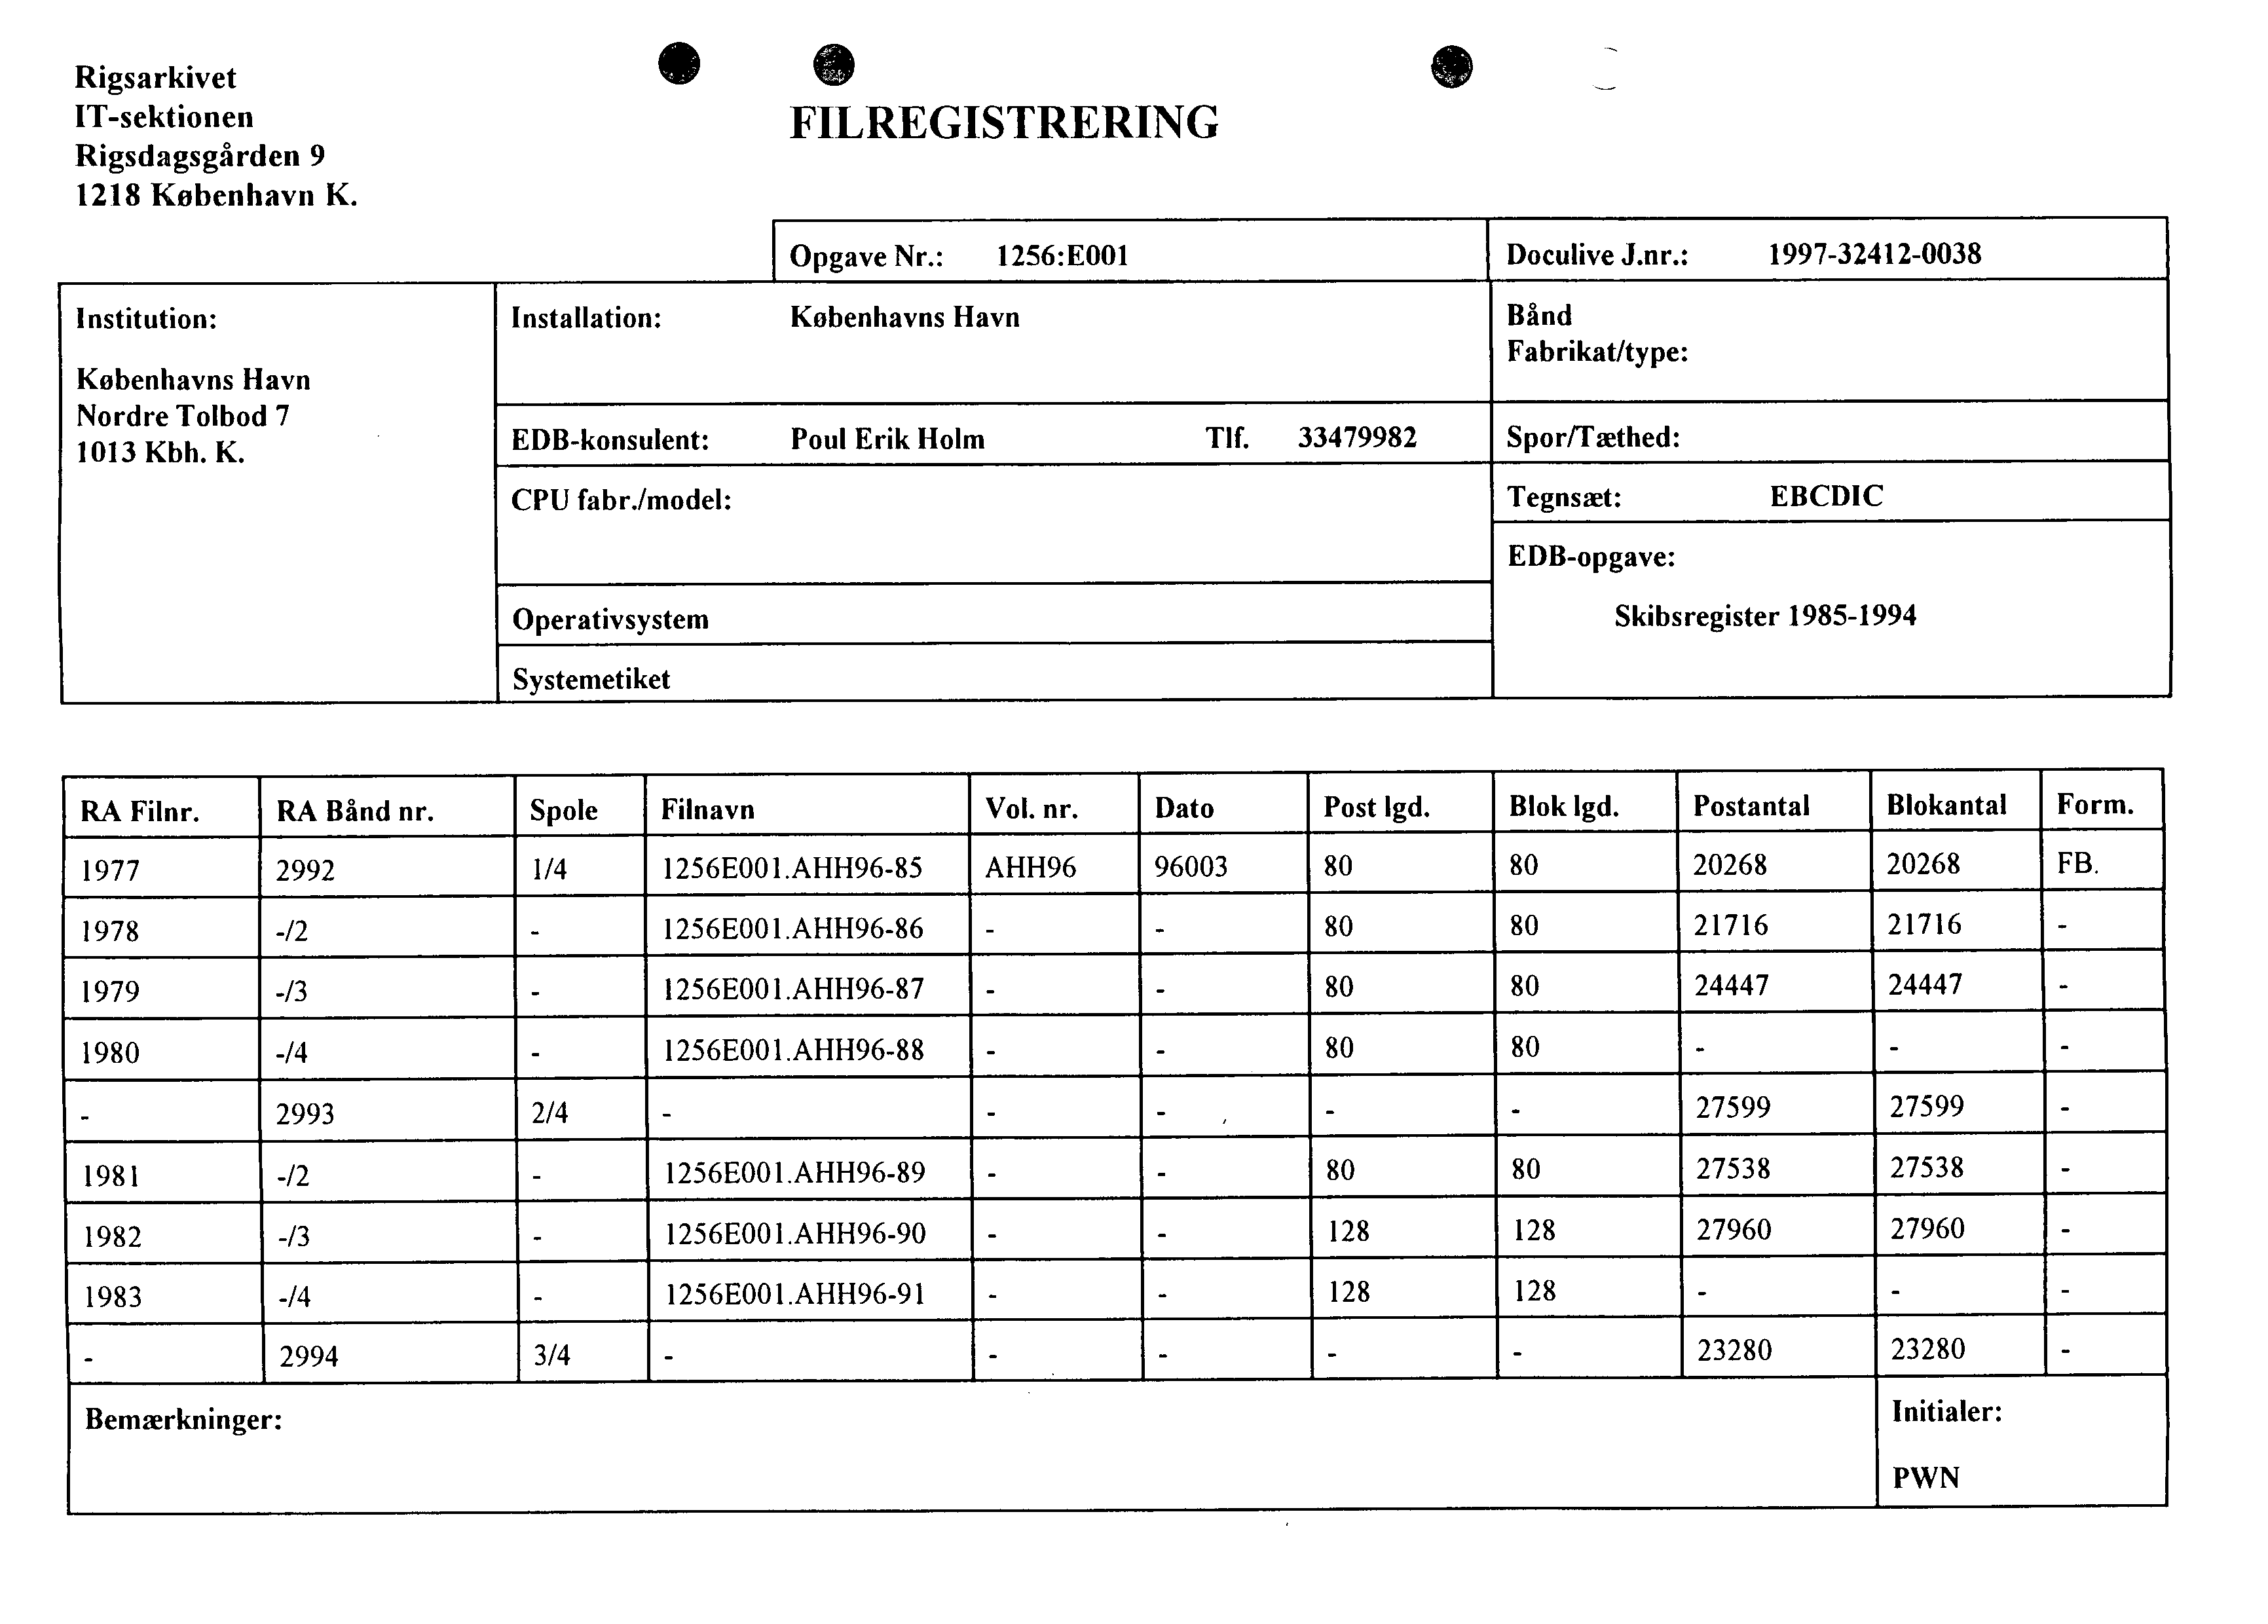 Rigsarkivet
IT-sektionen
Rigsdagsgården 9
1218 København K.
FILREGISTRERING
Opgave Nr.: 1256:E001 Doculive J.nr.: 1997-32412-0038
Institution:
Københavns Havn
Nordre Tolbod 7
1013 Kbh. K.
Installation: Københavns Havn
EDB-konsulent: Poul Erik Holm Tlf. 33479982
CPU fabr./model:
Operativsystem
Systemetiket
Bånd
Fabrikat/type:
Spor/Tæthed:
Tegnsæt: EBCDIC
EDB-opgave:
Skibsregister 1985-1994
RA Filnr. RA Bånd nr. Spole Filnavn Vol. nr. Dato Post lgd. Blok lgd. Postantal Blokantal Form.
1977 2992 1/4 1256E001.AHH96-85 AHH96 96003 80 80 20268 20268 FB.
1978 -/2 - 1256E001.AHH96-86 - - 80 80 21716 21716 -
1979 -/3 - 1256E001.AHH96-87 - - 80 80 24447 24447 -
1980 -/4 - 1256E001.AHH96-88 - - 80 80 - - -
- 2993 2/4 - - - - - 27599 27599 -
1981 -/2 - 1256E001.AHH96-89 - - 80 80 27538 27538 -
1982 -/3 - 1256E001.AHH96-90 - - 128 128 27960 27960 -
1983 -/4 - 1256E001.AHH96-91 - - 128 128 - - -
- 2994 3/4 - - - - - 23280 23280 -
Bemærkninger:
Initialer:
PWN